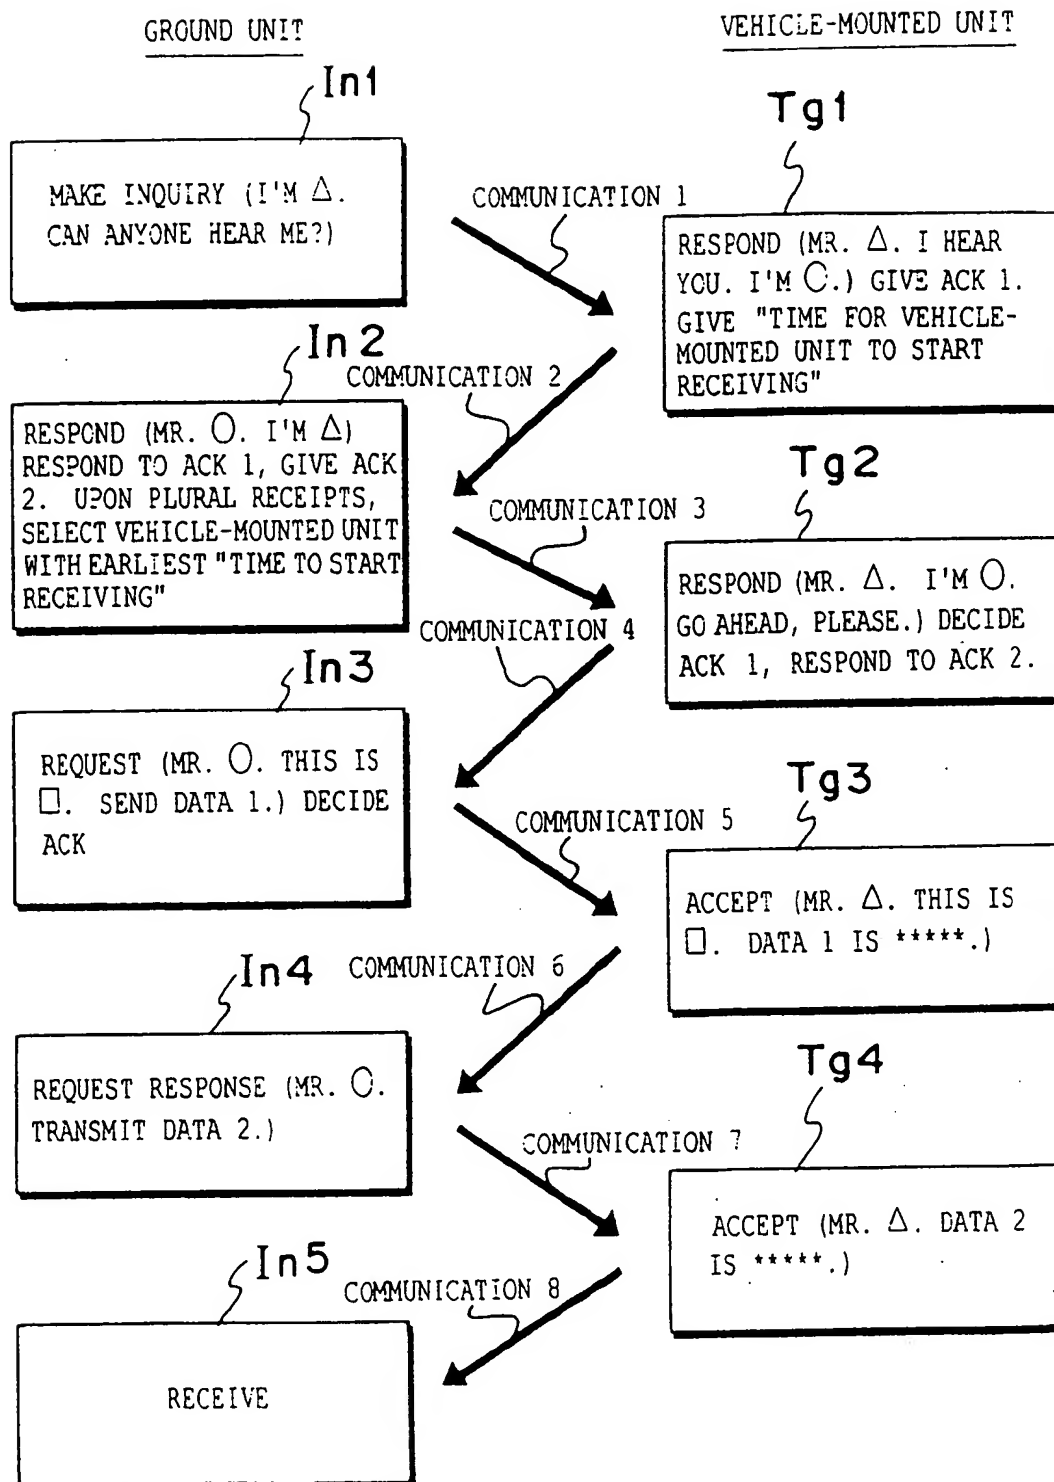 GROUND UNIT
VEHICLE-MOUNTED UNIT
In1
MAKE INQUIRY (I'M △.
CAN ANYONE HEAR ME?)
COMMUNICATION 1
Tg1
RESPOND (MR. △. I HEAR
YOU. I'M ○.) GIVE ACK 1.
GIVE "TIME FOR VEHICLE-
MOUNTED UNIT TO START
RECEIVING"
COMMUNICATION 2
In2
RESPOND (MR. ○. I'M △)
RESPOND TO ACK 1, GIVE ACK
2. UPON PLURAL RECEIPTS,
SELECT VEHICLE-MOUNTED UNIT
WITH EARLIEST "TIME TO START
RECEIVING"
COMMUNICATION 3
Tg2
RESPOND (MR. △. I'M ○.
GO AHEAD, PLEASE.) DECIDE
ACK 1, RESPOND TO ACK 2.
COMMUNICATION 4
In3
REQUEST (MR. ○. THIS IS
□. SEND DATA 1.) DECIDE
ACK
COMMUNICATION 5
Tg3
ACCEPT (MR. △. THIS IS
□. DATA 1 IS *****.)
COMMUNICATION 6
In4
REQUEST RESPONSE (MR. ○.
TRANSMIT DATA 2.)
COMMUNICATION 7
Tg4
ACCEPT (MR. △. DATA 2
IS *****.)
COMMUNICATION 8
In5
RECEIVE